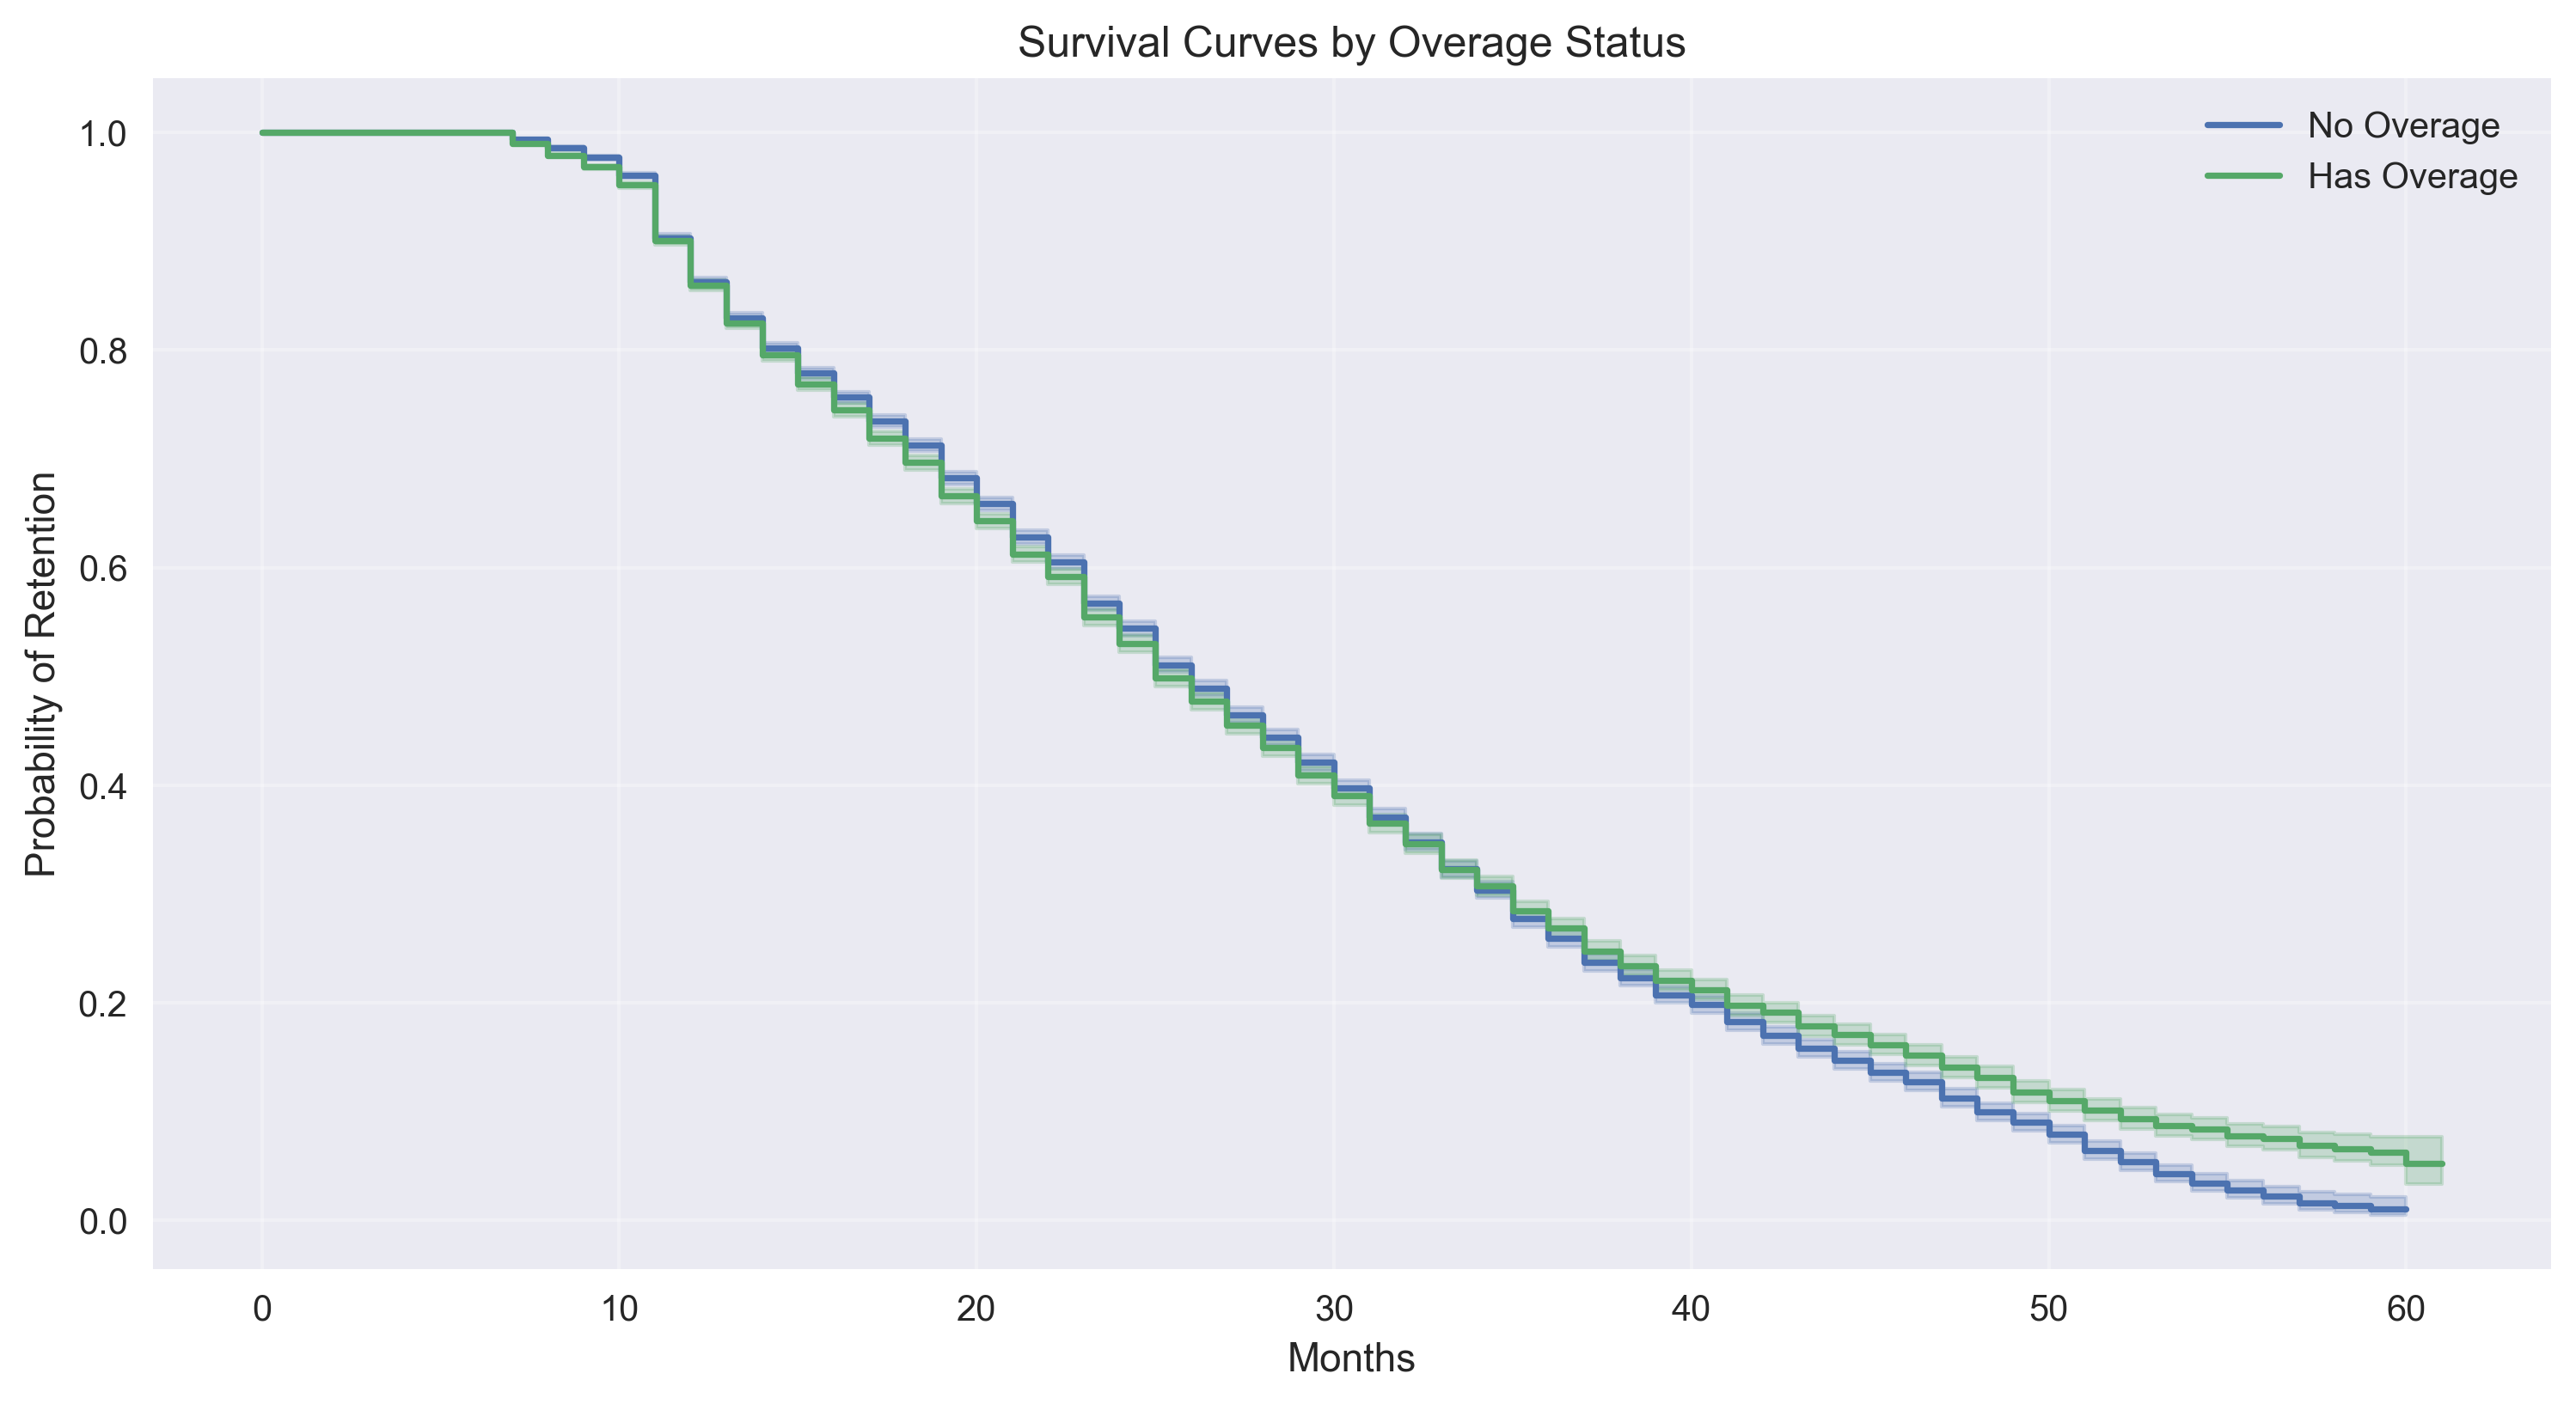 Survival Curves by Overage Status
No Overage
Has Overage
Probability of Retention
1.0
0.8
0.6
0.4
0.2
0.0
0 10 20 30 40 50 60
Months